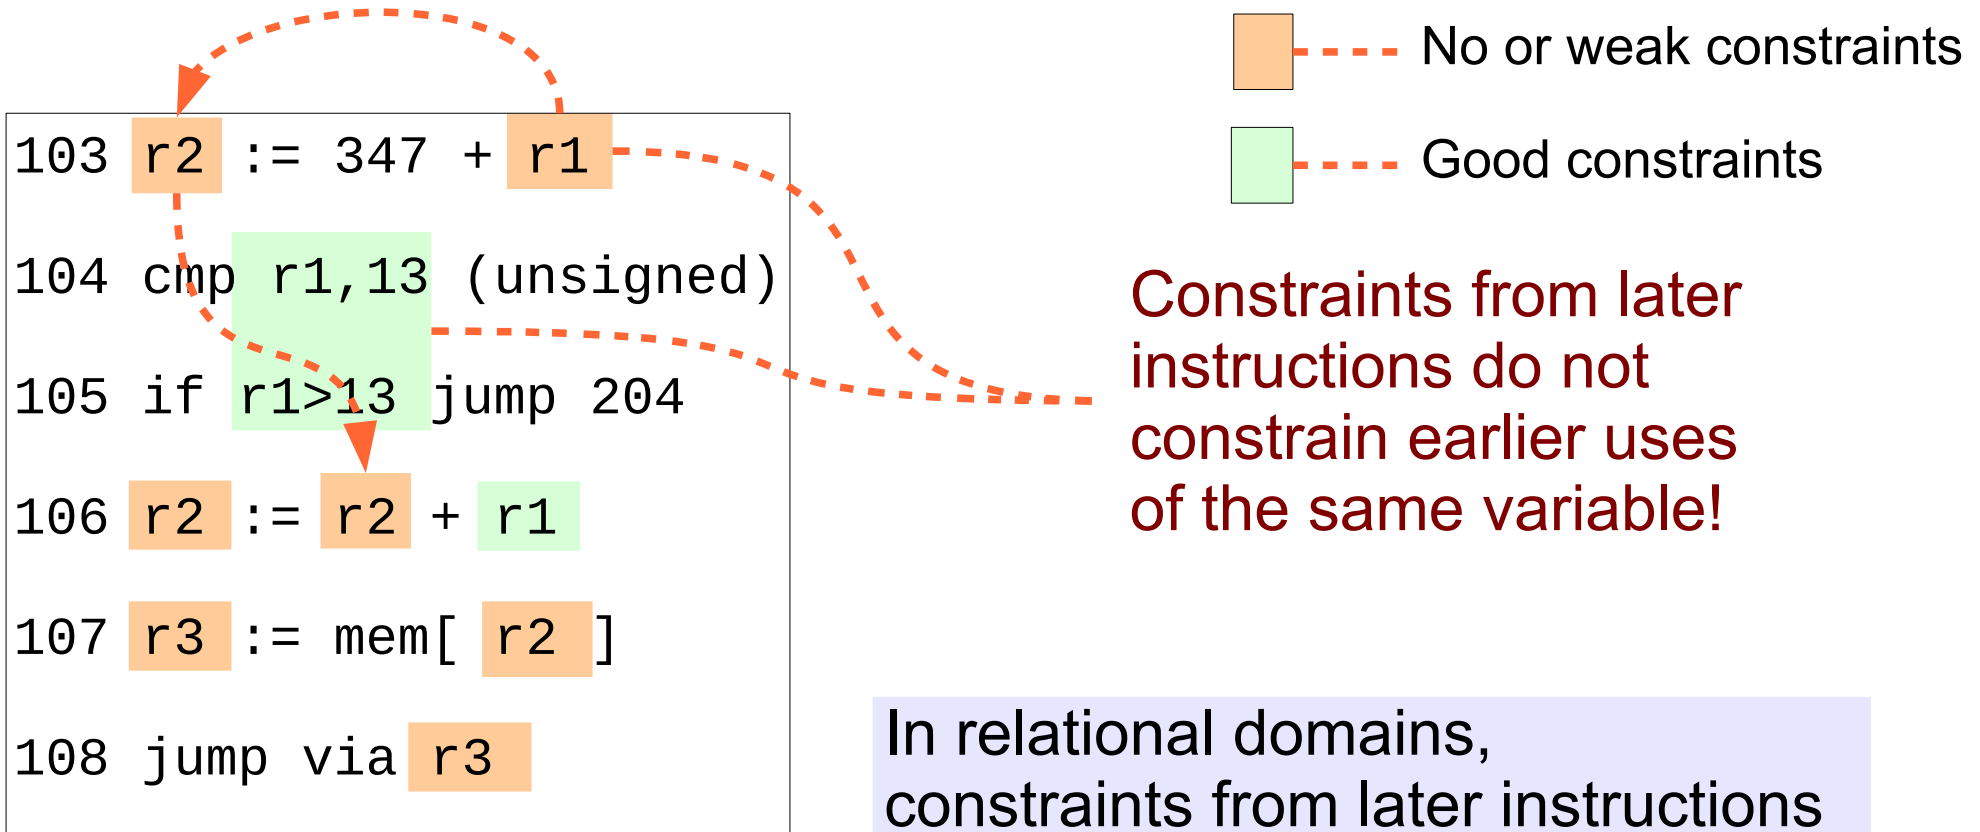 No or weak constraints
Good constraints
103 r2 := 347 + r1
104 cmp r1,13 (unsigned)
105 if r1>13 jump 204
106 r2 := r2 + r1
107 r3 := mem[ r2 ]
108 jump via r3
Constraints from later
instructions do not
constrain earlier uses
of the same variable!
In relational domains,
constraints from later instructions